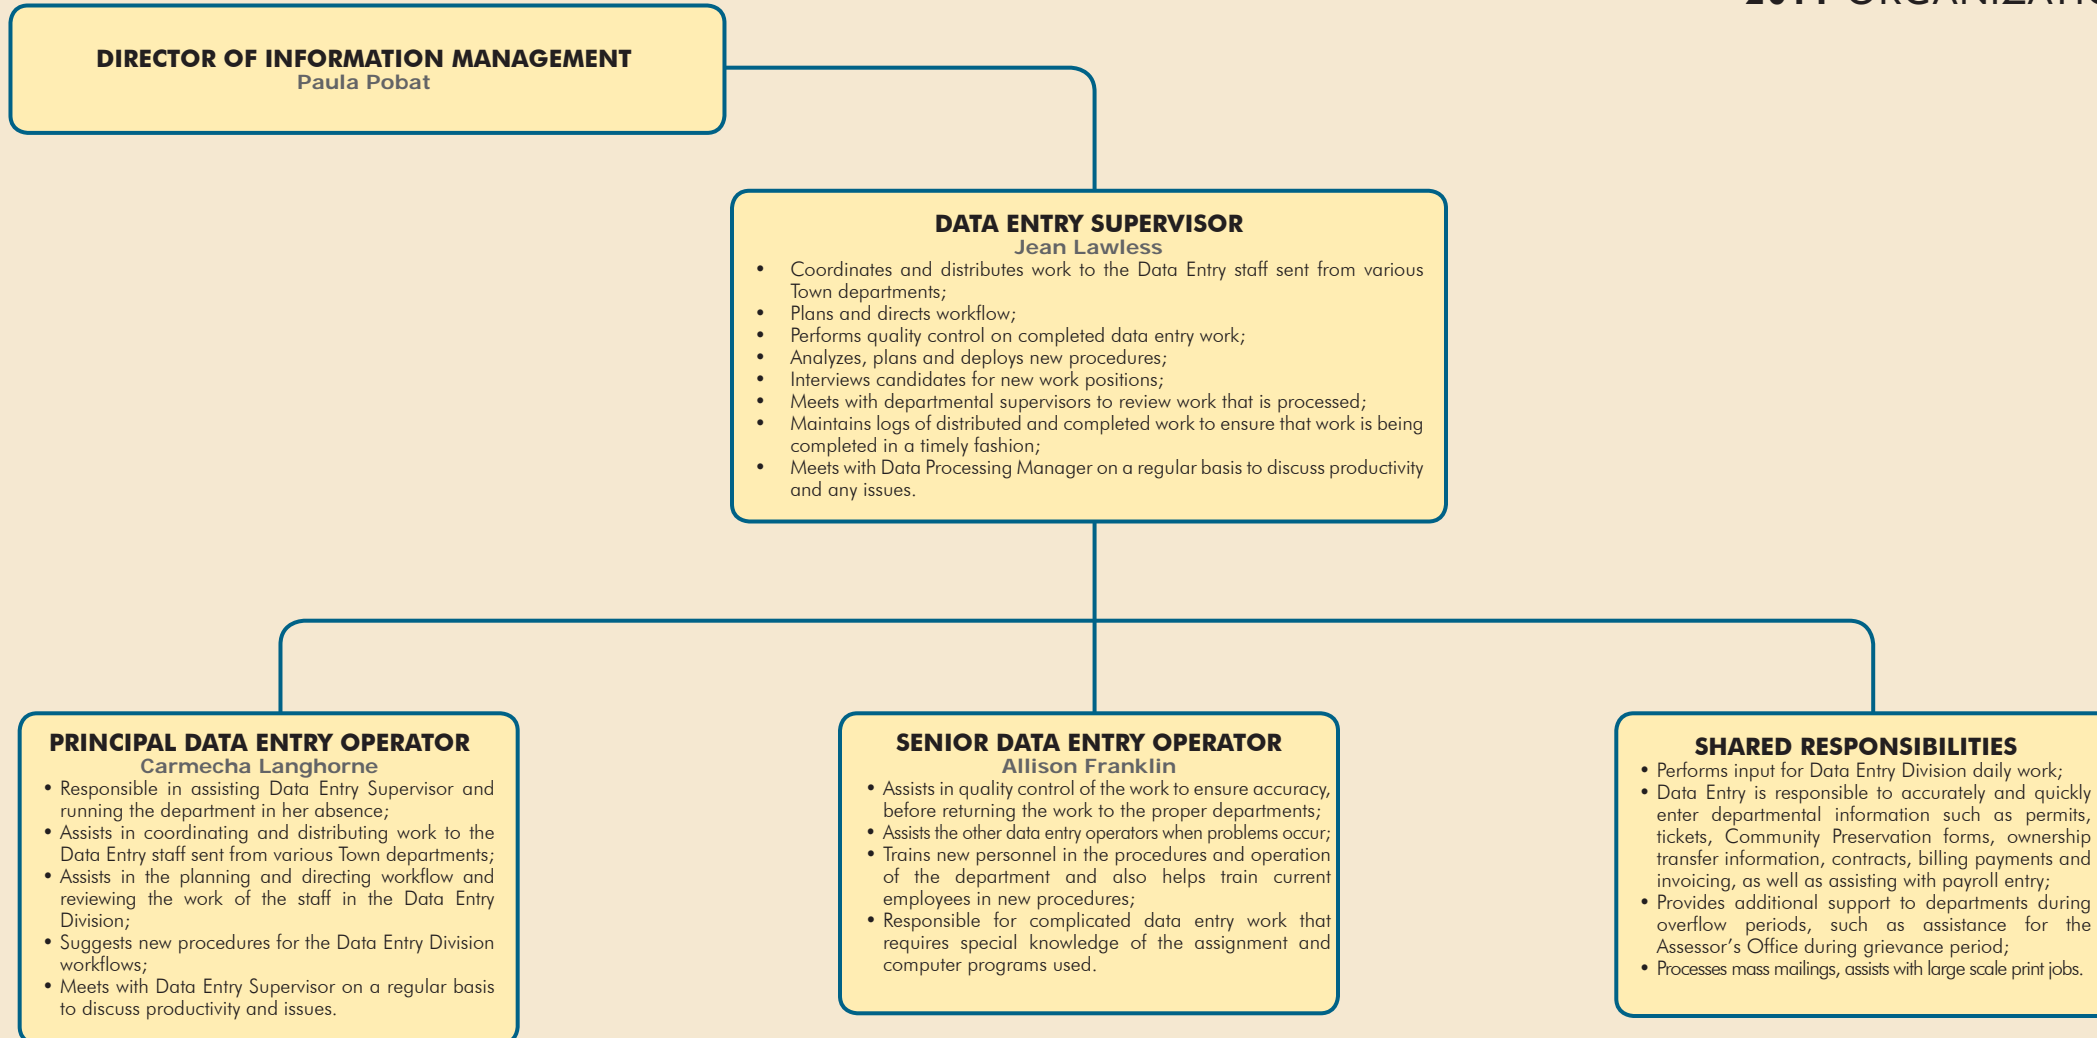 DIRECTOR OF INFORMATION MANAGEMENT
Paula Pobat
DATA ENTRY SUPERVISOR
Jean Lawless
• Coordinates and distributes work to the Data Entry staff sent from various
Town departments;
• Plans and directs workflow;
• Performs quality control on completed data entry work;
• Analyzes, plans and deploys new procedures;
• Interviews candidates for new work positions;
• Meets with departmental supervisors to review work that is processed;
• Maintains logs of distributed and completed work to ensure that work is being
completed in a timely fashion;
• Meets with Data Processing Manager on a regular basis to discuss productivity
and any issues.
PRINCIPAL DATA ENTRY OPERATOR
Carmecha Langhorne
• Responsible in assisting Data Entry Supervisor and
running the department in her absence;
• Assists in coordinating and distributing work to the
Data Entry staff sent from various Town departments;
• Assists in the planning and directing workflow and
reviewing the work of the staff in the Data Entry
Division;
• Suggests new procedures for the Data Entry Division
workflows;
• Meets with Data Entry Supervisor on a regular basis
to discuss productivity and issues.
SENIOR DATA ENTRY OPERATOR
Allison Franklin
• Assists in quality control of the work to ensure accuracy,
before returning the work to the proper departments;
• Assists the other data entry operators when problems occur;
• Trains new personnel in the procedures and operation
of the department and also helps train current
employees in new procedures;
• Responsible for complicated data entry work that
requires special knowledge of the assignment and
computer programs used.
SHARED RESPONSIBILITIES
• Performs input for Data Entry Division daily work;
• Data Entry is responsible to accurately and quickly
enter departmental information such as permits,
tickets, Community Preservation forms, ownership
transfer information, contracts, billing payments and
invoicing, as well as assisting with payroll entry;
• Provides additional support to departments during
overflow periods, such as assistance for the
Assessor's Office during grievance period;
• Processes mass mailings, assists with large scale print jobs.